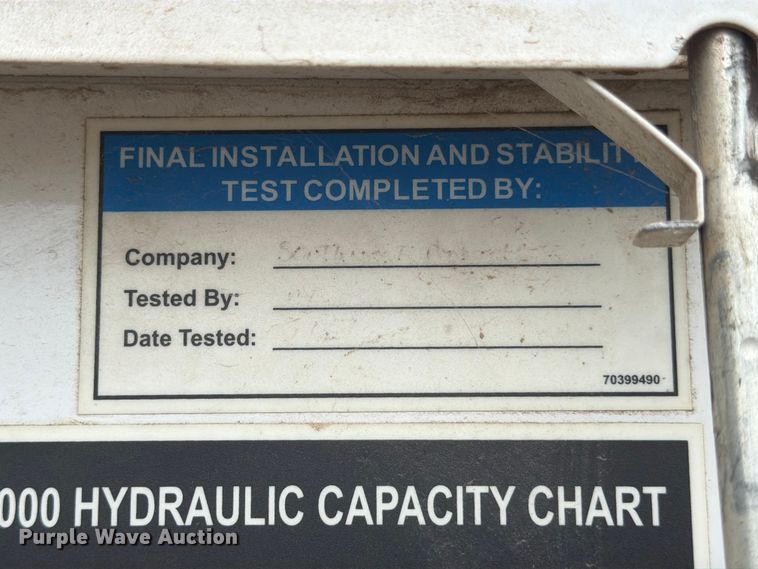 FINAL INSTALLATION AND STABILITY
TEST COMPLETED BY:
Company:
Tested By:
Date Tested:
70399490
000 HYDRAULIC CAPACITY CHART
Purple Wave Auction